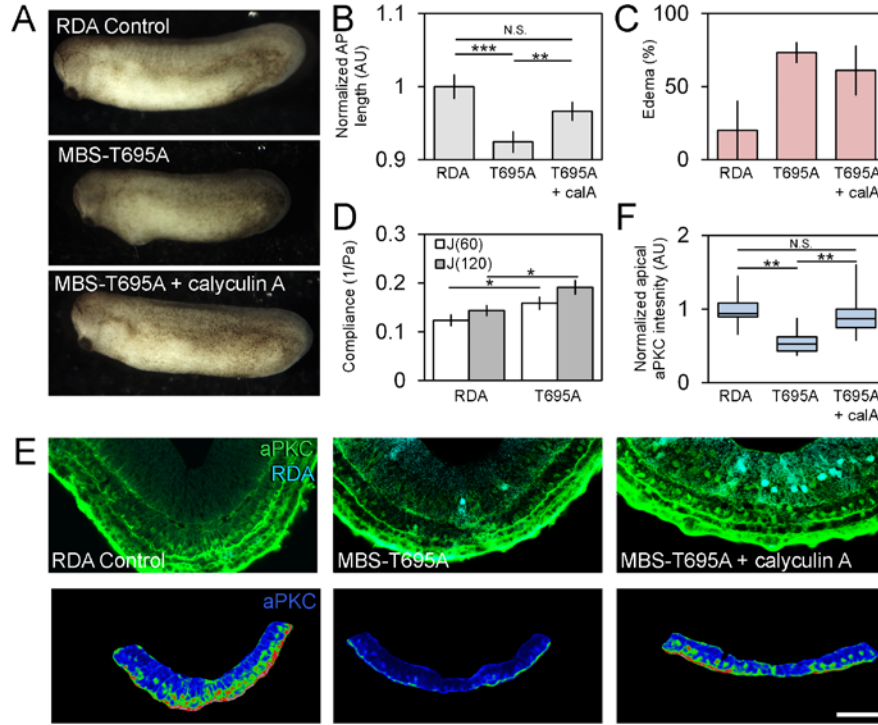 A
RDA Control
MBS-T695A
MBS-T695A + calyculin A
B
Normalized AP
length (AU)
1.1
1
0.9
N.S.
*** **
RDA T695A T695A
+ calA
C
Edema (%)
100
50
0
RDA T695A T695A
+ calA
D
Compliance (1/Pa)
0.3
0.2
0.1
0
J(60)
J(120)
*
*
RDA T695A
F
Normalized apical
aPKC intesnity (AU)
2
1
0
N.S.
** **
RDA T695A T695A
+ calA
E
aPKC
RDA
RDA Control
MBS-T695A
MBS-T695A + calyculin A
aPKC